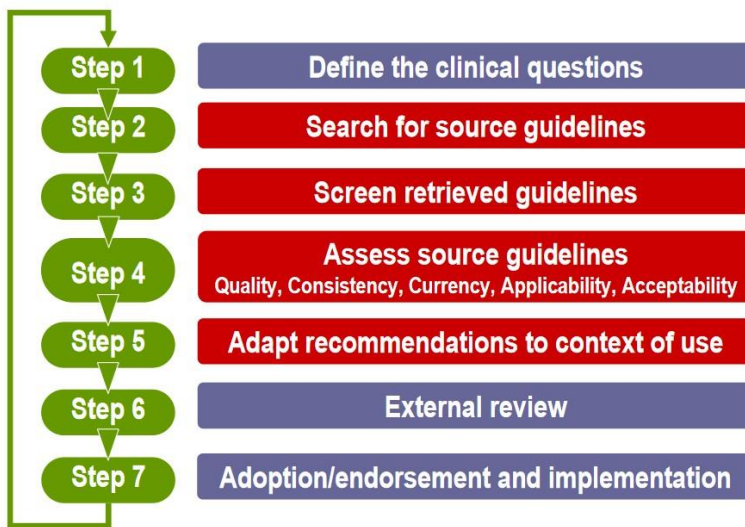 Step 1
Define the clinical questions
Step 2
Search for source guidelines
Step 3
Screen retrieved guidelines
Step 4
Assess source guidelines
Quality, Consistency, Currency, Applicability, Acceptability
Step 5
Adapt recommendations to context of use
Step 6
External review
Step 7
Adoption/endorsement and implementation